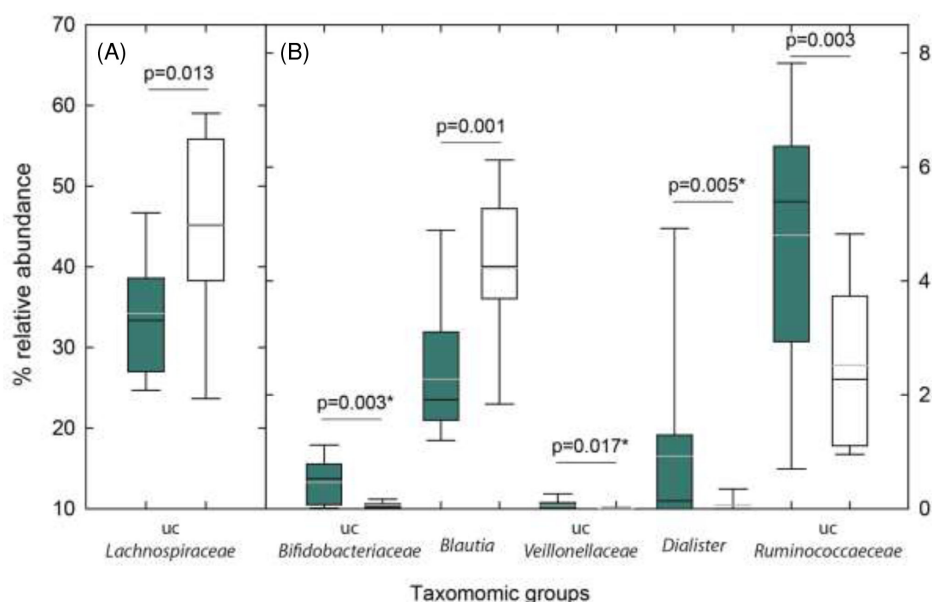 70
60
50
40
30
20
10
% relative abundance
(A)
p=0.013
(B)
p=0.003*
p=0.001
p=0.017*
p=0.005*
p=0.003
8
6
4
2
0
uc
Lachnospiraceae
uc
Bifidobacteriaceae
Blautia
uc
Veillonellaceae
Dialister
uc
Ruminococcaeceae
Taxomomic groups